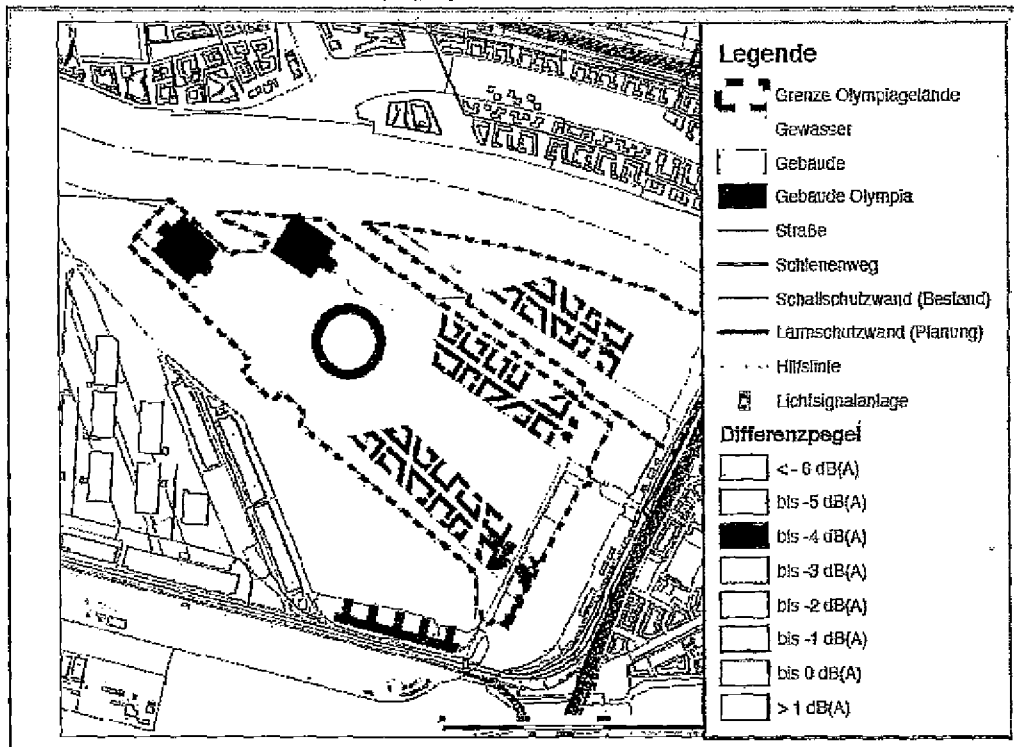 Legende
Grenze Olympiagelände
Gewässer
Gebäude
Gebäude Olympia
Straße
Schienenweg
Schallschutzwand (Bestand)
Lärmschutzwand (Planung)
Hilfslinie
Lichtsignalanlage
Differenzpegel
< -6 dB(A)
bis -5 dB(A)
bis -4 dB(A)
bis -3 dB(A)
bis -2 dB(A)
bis -1 dB(A)
bis 0 dB(A)
> 1 dB(A)